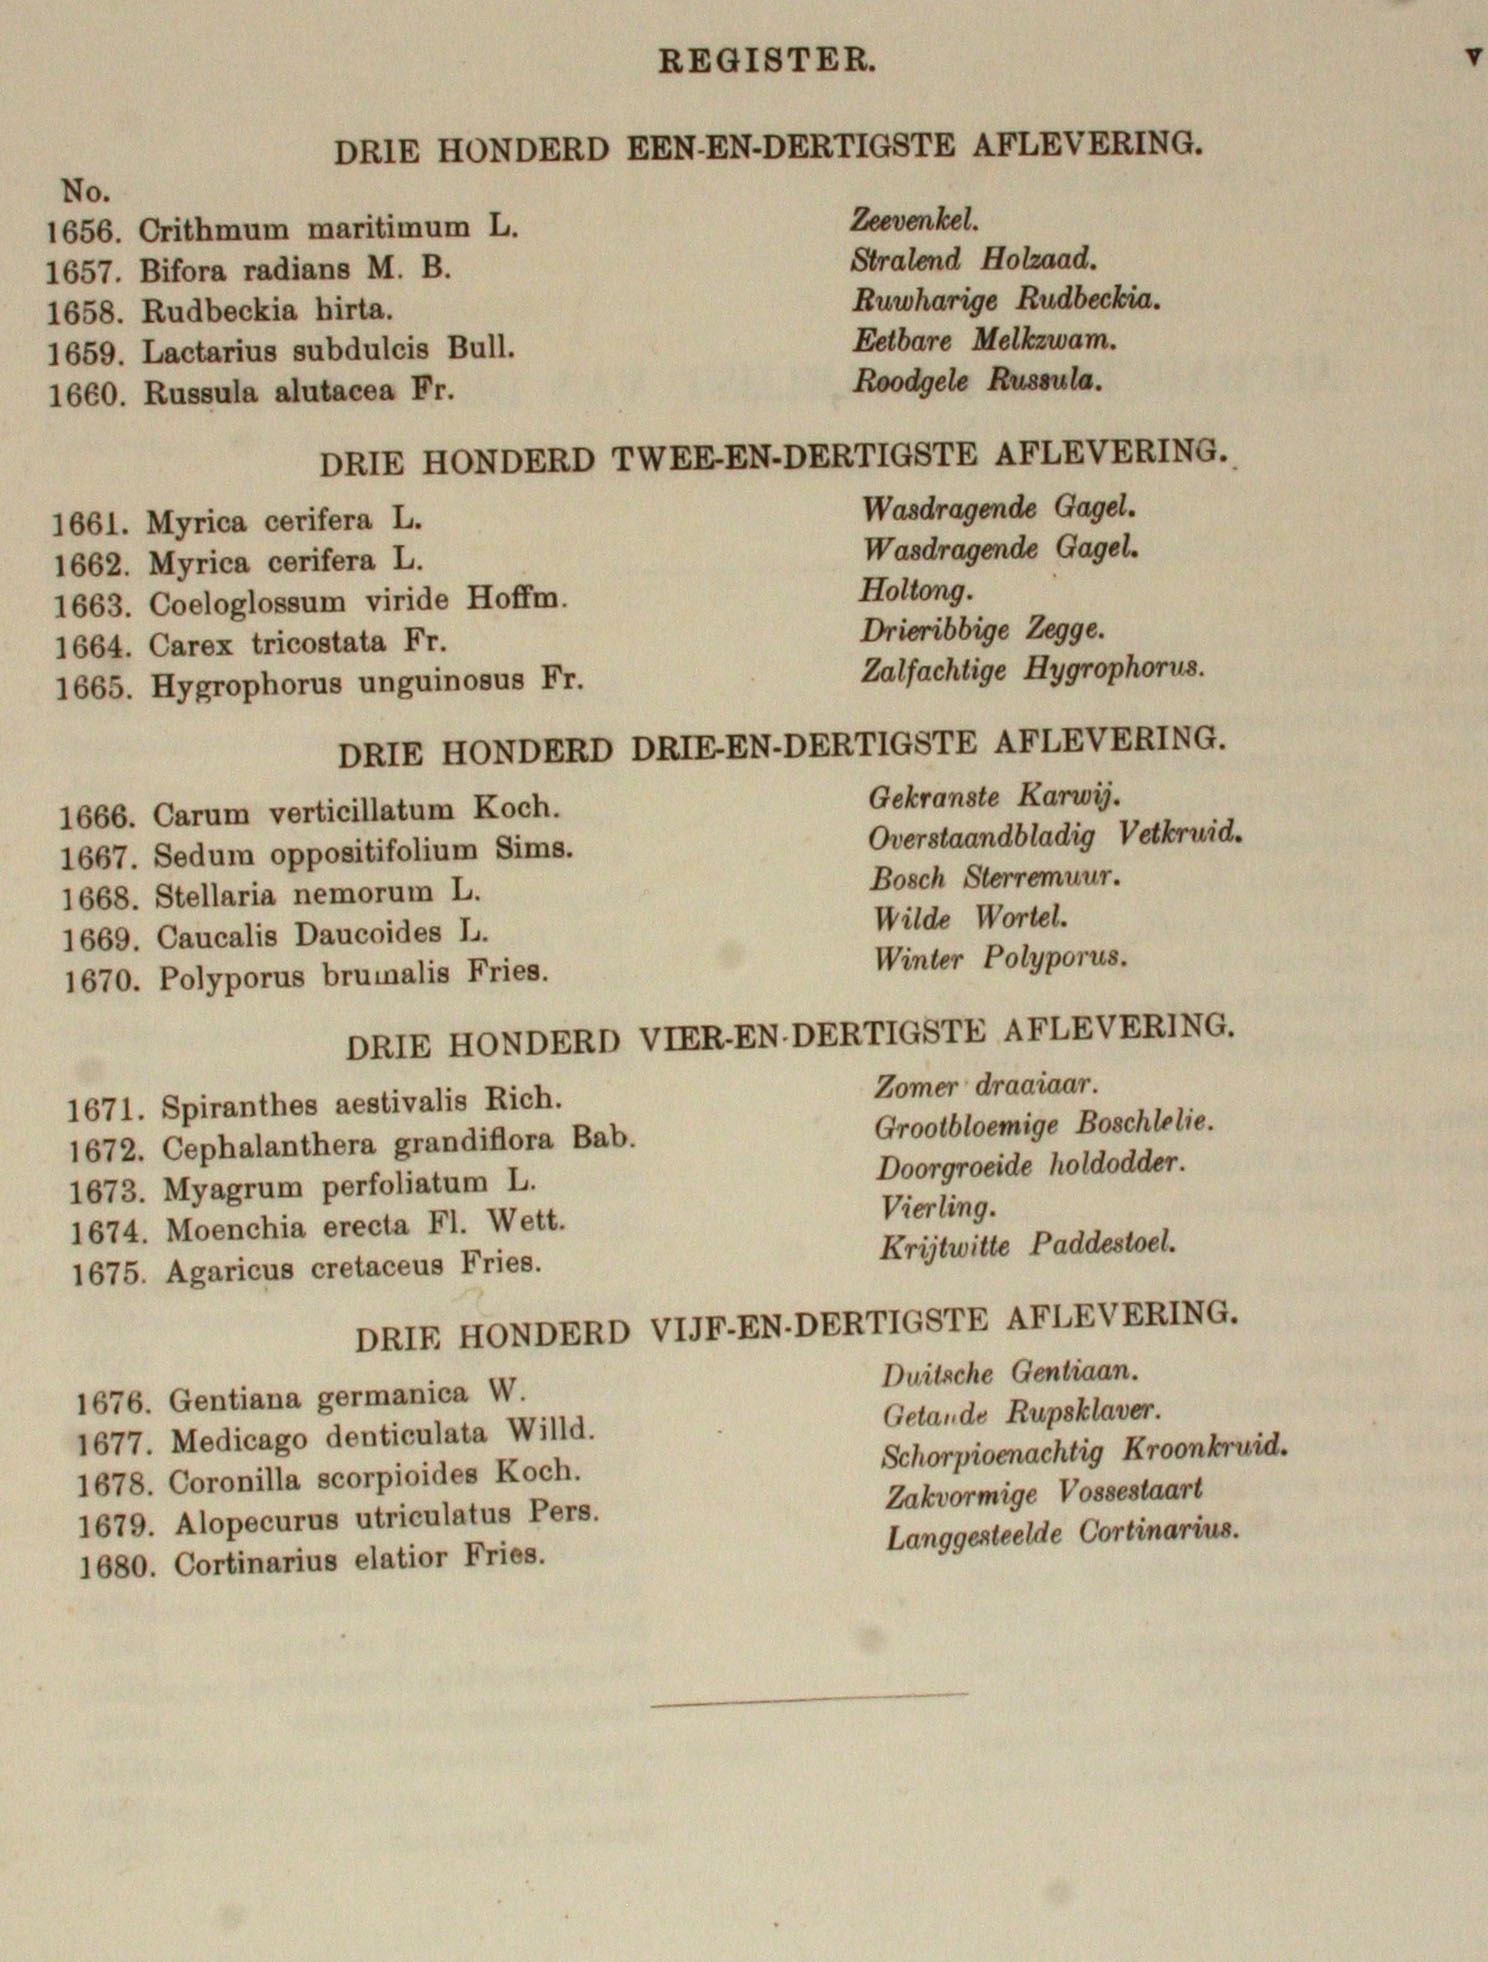 REGISTER. V
DRIE HONDERD EEN-EN-DERTIGSTE AFLEVERING.
No.
1656. Crithmum maritimum L. Zeevenkel.
1657. Bifora radians M. B. Stralend Holzaad.
1658. Rudbeckia hirta. Ruwharige Rudbeckia.
1659. Lactarius subdulcis Bull. Eetbare Melkzwam.
1660. Russula alutacea Fr. Roodgele Russula.
DRIE HONDERD TWEE-EN-DERTIGSTE AFLEVERING.
1661. Myrica cerifera L. Wasdragende Gagel.
1662. Myrica cerifera L. Wasdragende Gagel.
1663. Coeloglossum viride Hoffm. Holtong.
1664. Carex tricostata Fr. Drieribbige Zegge.
1665. Hygrophorus unguinosus Fr. Zalfachtige Hygrophorus.
DRIE HONDERD DRIE-EN-DERTIGSTE AFLEVERING.
1666. Carum verticillatum Koch. Gekranste Karwij.
1667. Sedum oppositifolium Sims. Overstaandbladig Vetkruid.
1668. Stellaria nemorum L. Bosch Sterremuur.
1669. Caucalis Daucoides L. Wilde Wortel.
1670. Polyporus brumalis Fries. Winter Polyporus.
DRIE HONDERD VIER-EN-DERTIGSTE AFLEVERING.
1671. Spiranthes aestivalis Rich. Zomer draaiaar.
1672. Cephalanthera grandiflora Bab. Grootbloemige Boschlelie.
1673. Myagrum perfoliatum L. Doorgroeide holdodder.
1674. Moenchia erecta Fl. Wett. Vierling.
1675. Agaricus cretaceus Fries. Krijtwitte Paddestoel.
DRIE HONDERD VIJF-EN-DERTIGSTE AFLEVERING.
1676. Gentiana germanica W. Duitsche Gentiaan.
1677. Medicago denticulata Willd. Getande Rupsklaver.
1678. Coronilla scorpioides Koch. Schorpioenachtig Kroonkruid.
1679. Alopecurus utriculatus Pers. Zakvormige Vossestaart
1680. Cortinarius elatior Fries. Langgesteelde Cortinarius.